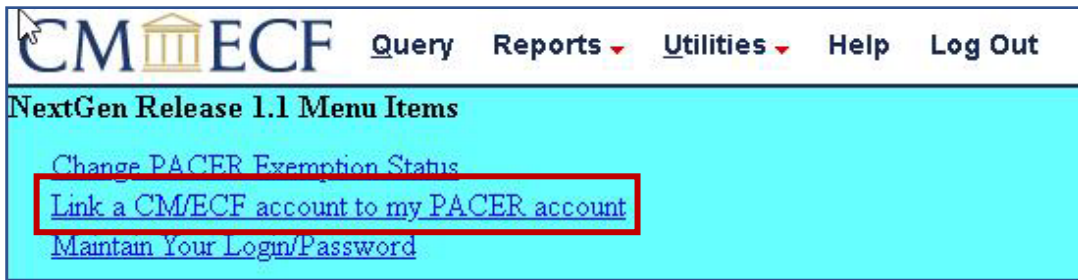 CM ECF Query Reports Utilities Help Log Out
NextGen Release 1.1 Menu Items
Change PACER Exemption Status
Link a CM/ECF account to my PACER account
Maintain Your Login/Password